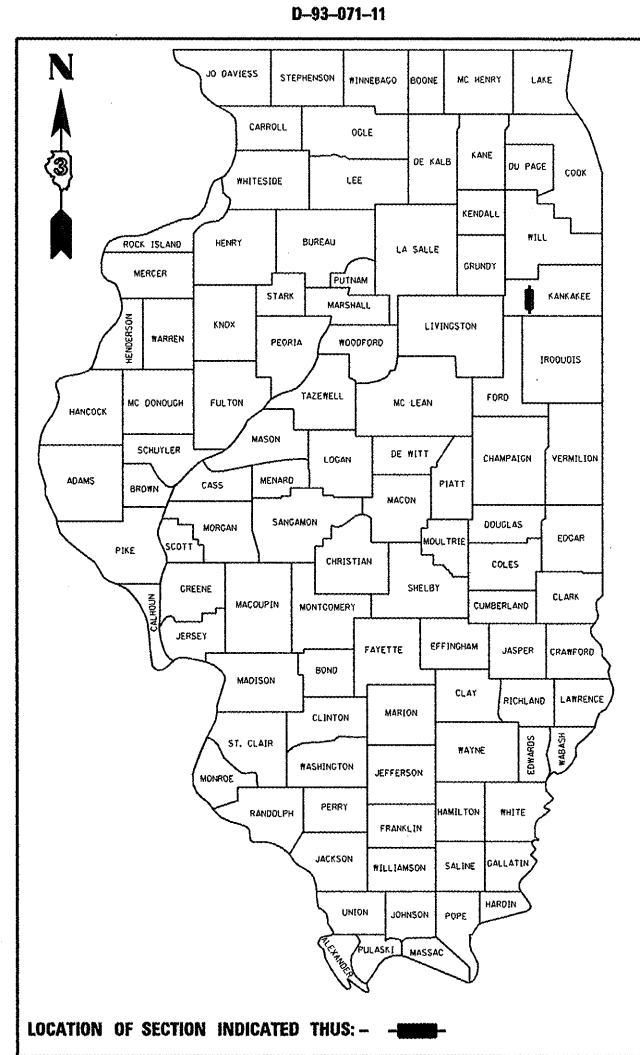 D-93-071-11
N
3
JO DAVIESS STEPHENSON WINNEBAGO BOONE MC HENRY LAKE
CARROLL OGLE DE KALB KANE DU PAGE COOK
WHITESIDE LEE KENDALL WILL
ROCK ISLAND HENRY BUREAU LA SALLE GRUNDY
MERCER PUTNAM KANKAKEE
STARK MARSHALL
HENDERSON WARREN KNOX PEORIA WOODFORD LIVINGSTON IROQUOIS
HANCOCK MC DONOUGH FULTON TAZEWELL MC LEAN FORD
MASON
SCHUYLER LOGAN DE WITT CHAMPAIGN VERMILION
ADAMS BROWN CASS MENARD MACON PIATT
MORGAN SANGAMON DOUGLAS EDGAR
PIKE SCOTT CHRISTIAN MOULTRIE COLES
GREENE MACOUPIN MONTGOMERY SHELBY CUMBERLAND CLARK
CALHOUN JERSEY
FAYETTE EFFINGHAM JASPER CRAWFORD
MADISON BOND CLAY RICHLAND LAWRENCE
CLINTON MARION
ST. CLAIR WAYNE EDWARDS WABASH
MONROE WASHINGTON JEFFERSON
RANDOLPH PERRY HAMILTON WHITE
FRANKLIN
JACKSON WILLIAMSON SALINE GALLATIN
UNION JOHNSON POPE HARDIN
ALEXANDER PULASKI MASSAC
LOCATION OF SECTION INDICATED THUS: -